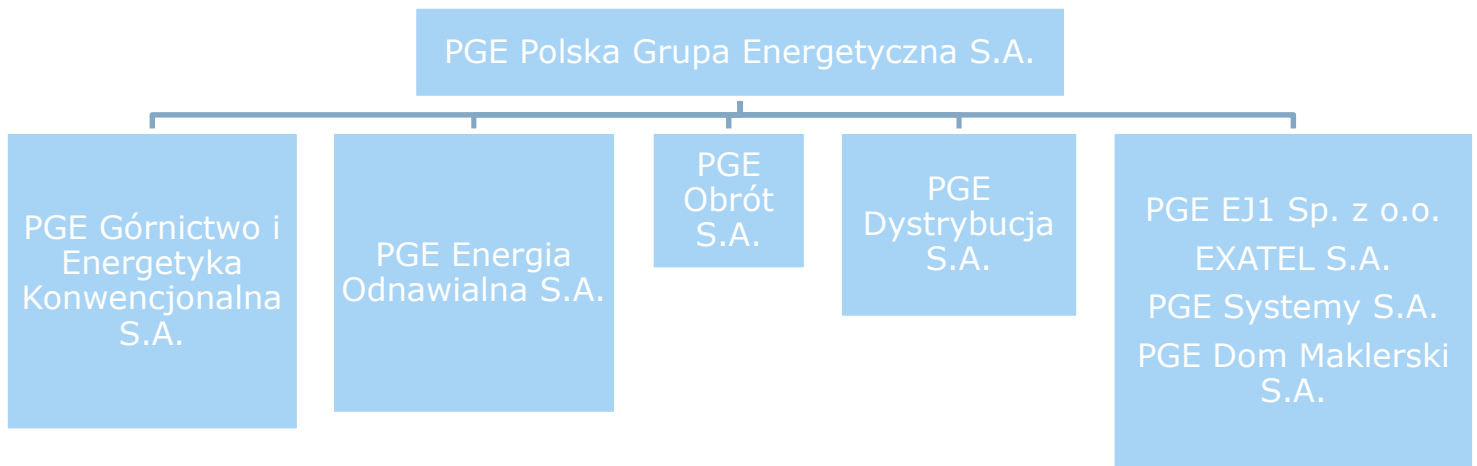 PGE Polska Grupa Energetyczna S.A.
PGE Górnictwo i
Energetyka
Konwencjonalna
S.A.
PGE Energia
Odnawialna S.A.
PGE
Obrót
S.A.
PGE
Dystrybucja
S.A.
PGE EJ1 Sp. z o.o.
EXATEL S.A.
PGE Systemy S.A.
PGE Dom Maklerski
S.A.